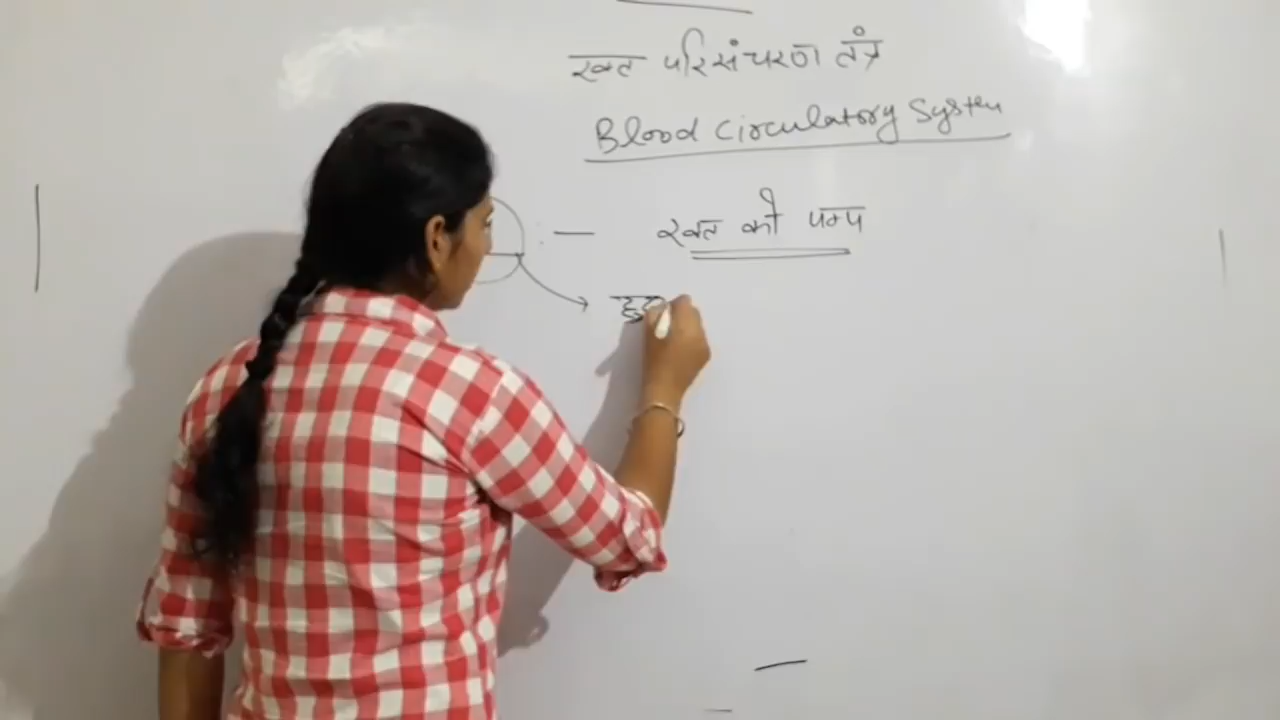 रक्त परिसंचरण तंत्र
Blood Circulatory System
रक्त को पम्प